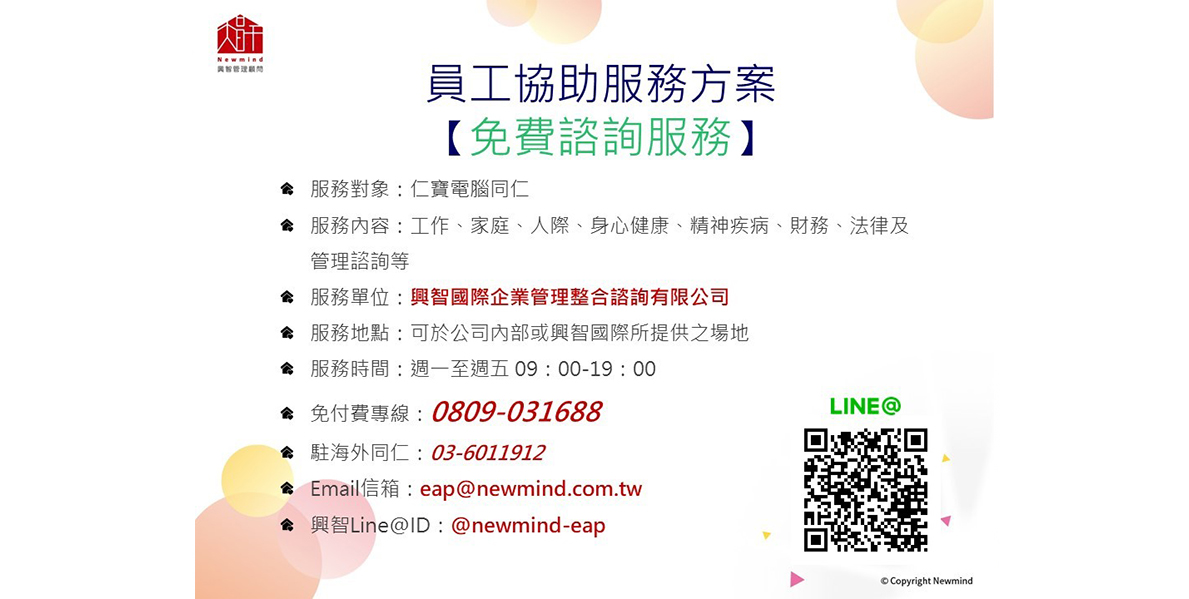 Newmind
興智管理顧問
員工協助服務方案
【免費諮詢服務】
服務對象：仁寶電腦同仁
服務內容：工作、家庭、人際、身心健康、精神疾病、財務、法律及
管理諮詢等
服務單位：興智國際企業管理整合諮詢有限公司
服務地點：可於公司內部或興智國際所提供之場地
服務時間：週一至週五 09：00-19：00
免付費專線：0809-031688
駐海外同仁：03-6011912
Email信箱：eap@newmind.com.tw
興智Line@ID：@newmind-eap
LINE@
© Copyright Newmind